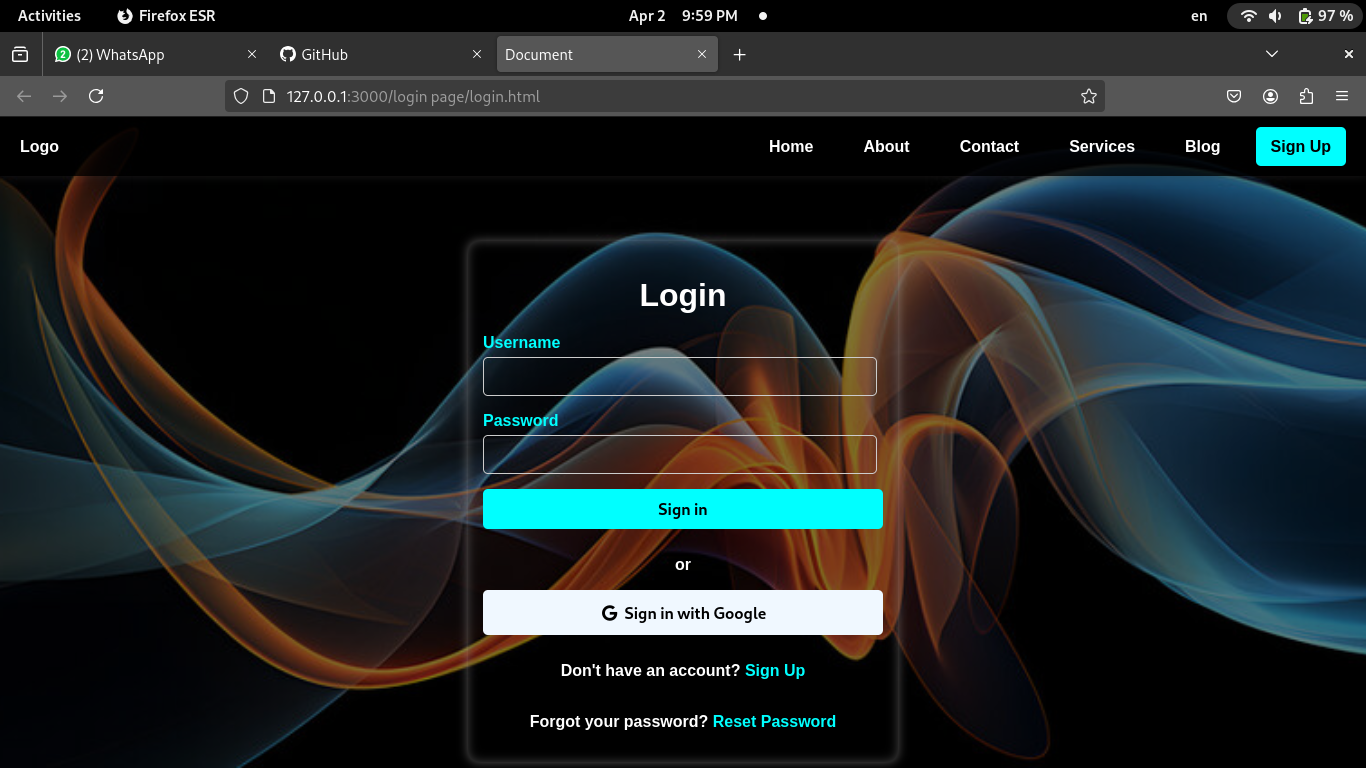 Activities Firefox ESR Apr 2 9:59 PM en 97 %
2 (2) WhatsApp GitHub Document
127.0.0.1:3000/login page/login.html
Logo Home About Contact Services Blog Sign Up
Login
Username
Password
Sign in
or
G Sign in with Google
Don't have an account? Sign Up
Forgot your password? Reset Password